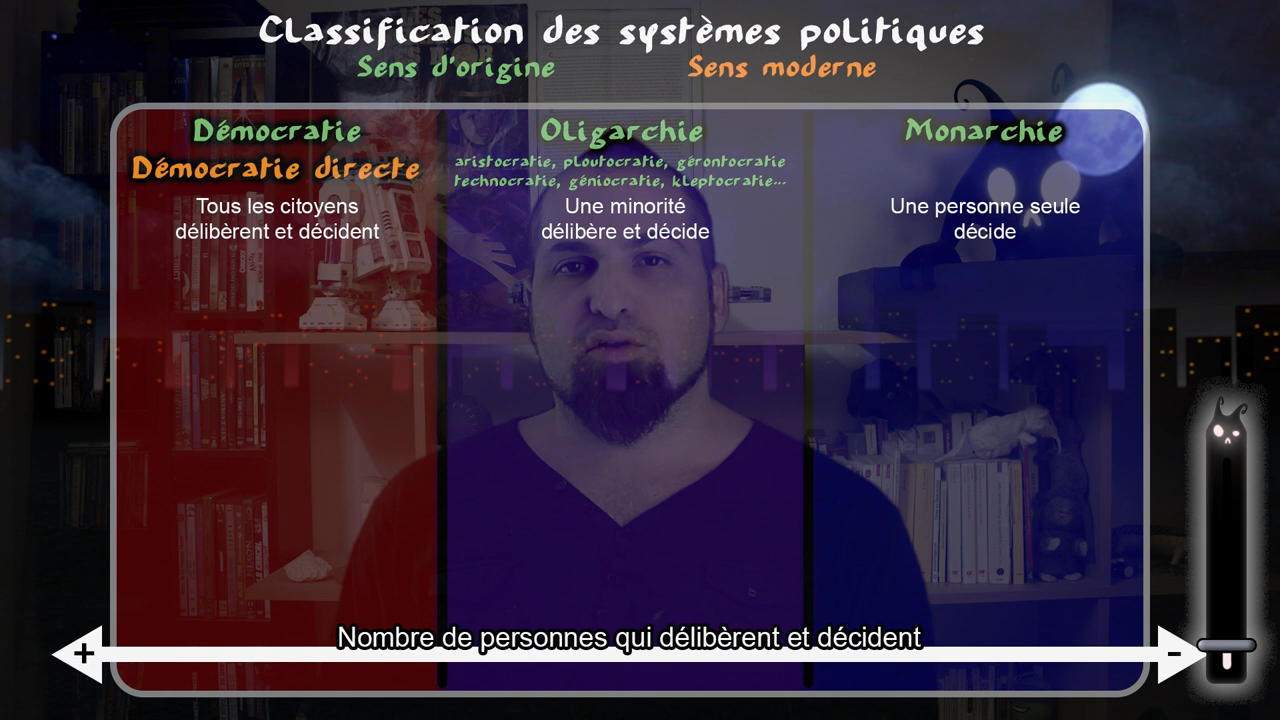 Classification des systèmes politiques
Sens d'origine
Sens moderne
Démocratie
Démocratie directe
Tous les citoyens
délibèrent et décident
Oligarchie
aristocratie, ploutocratie, gérontocratie
technocratie, géniocratie, kleptocratie...
Une minorité
délibère et décide
Monarchie
Une personne seule
décide
Nombre de personnes qui délibèrent et décident
+
-